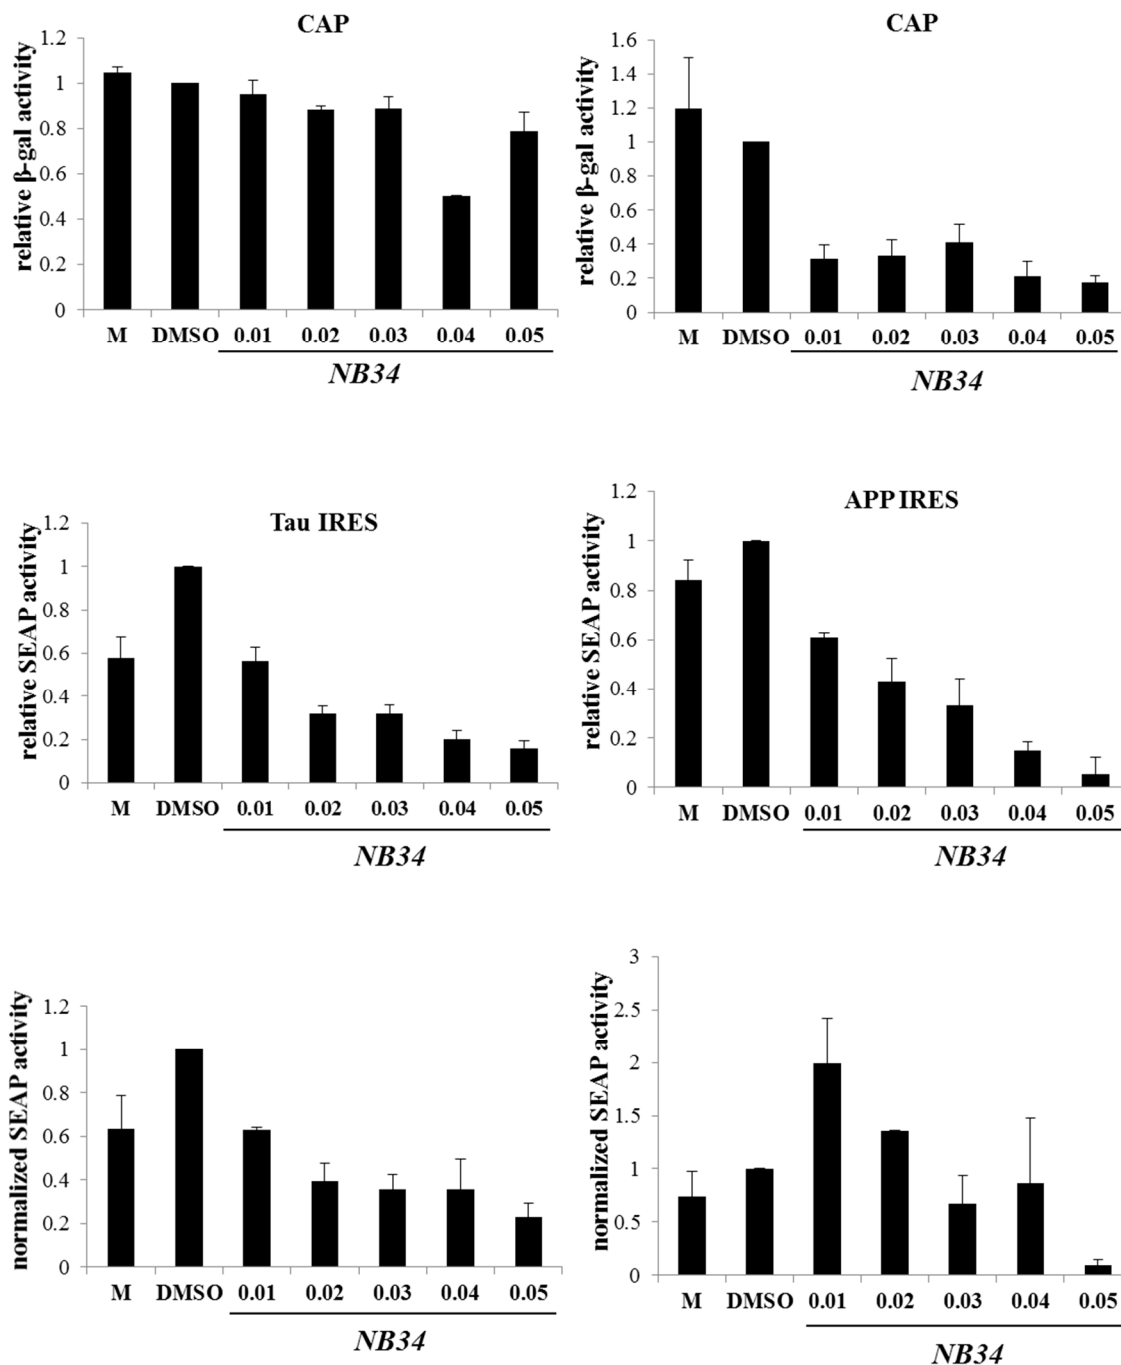 CAP
relative β-gal activity
1.2
1
0.8
0.6
0.4
0.2
0
M DMSO 0.01 0.02 0.03 0.04 0.05
NB34
CAP
relative β-gal activity
1.6
1.4
1.2
1
0.8
0.6
0.4
0.2
0
M DMSO 0.01 0.02 0.03 0.04 0.05
NB34
Tau IRES
relative SEAP activity
1.2
1
0.8
0.6
0.4
0.2
0
M DMSO 0.01 0.02 0.03 0.04 0.05
NB34
APP IRES
relative SEAP activity
1.2
1
0.8
0.6
0.4
0.2
0
M DMSO 0.01 0.02 0.03 0.04 0.05
NB34
normalized SEAP activity
1.2
1
0.8
0.6
0.4
0.2
0
M DMSO 0.01 0.02 0.03 0.04 0.05
NB34
normalized SEAP activity
3
2.5
2
1.5
1
0.5
0
M DMSO 0.01 0.02 0.03 0.04 0.05
NB34